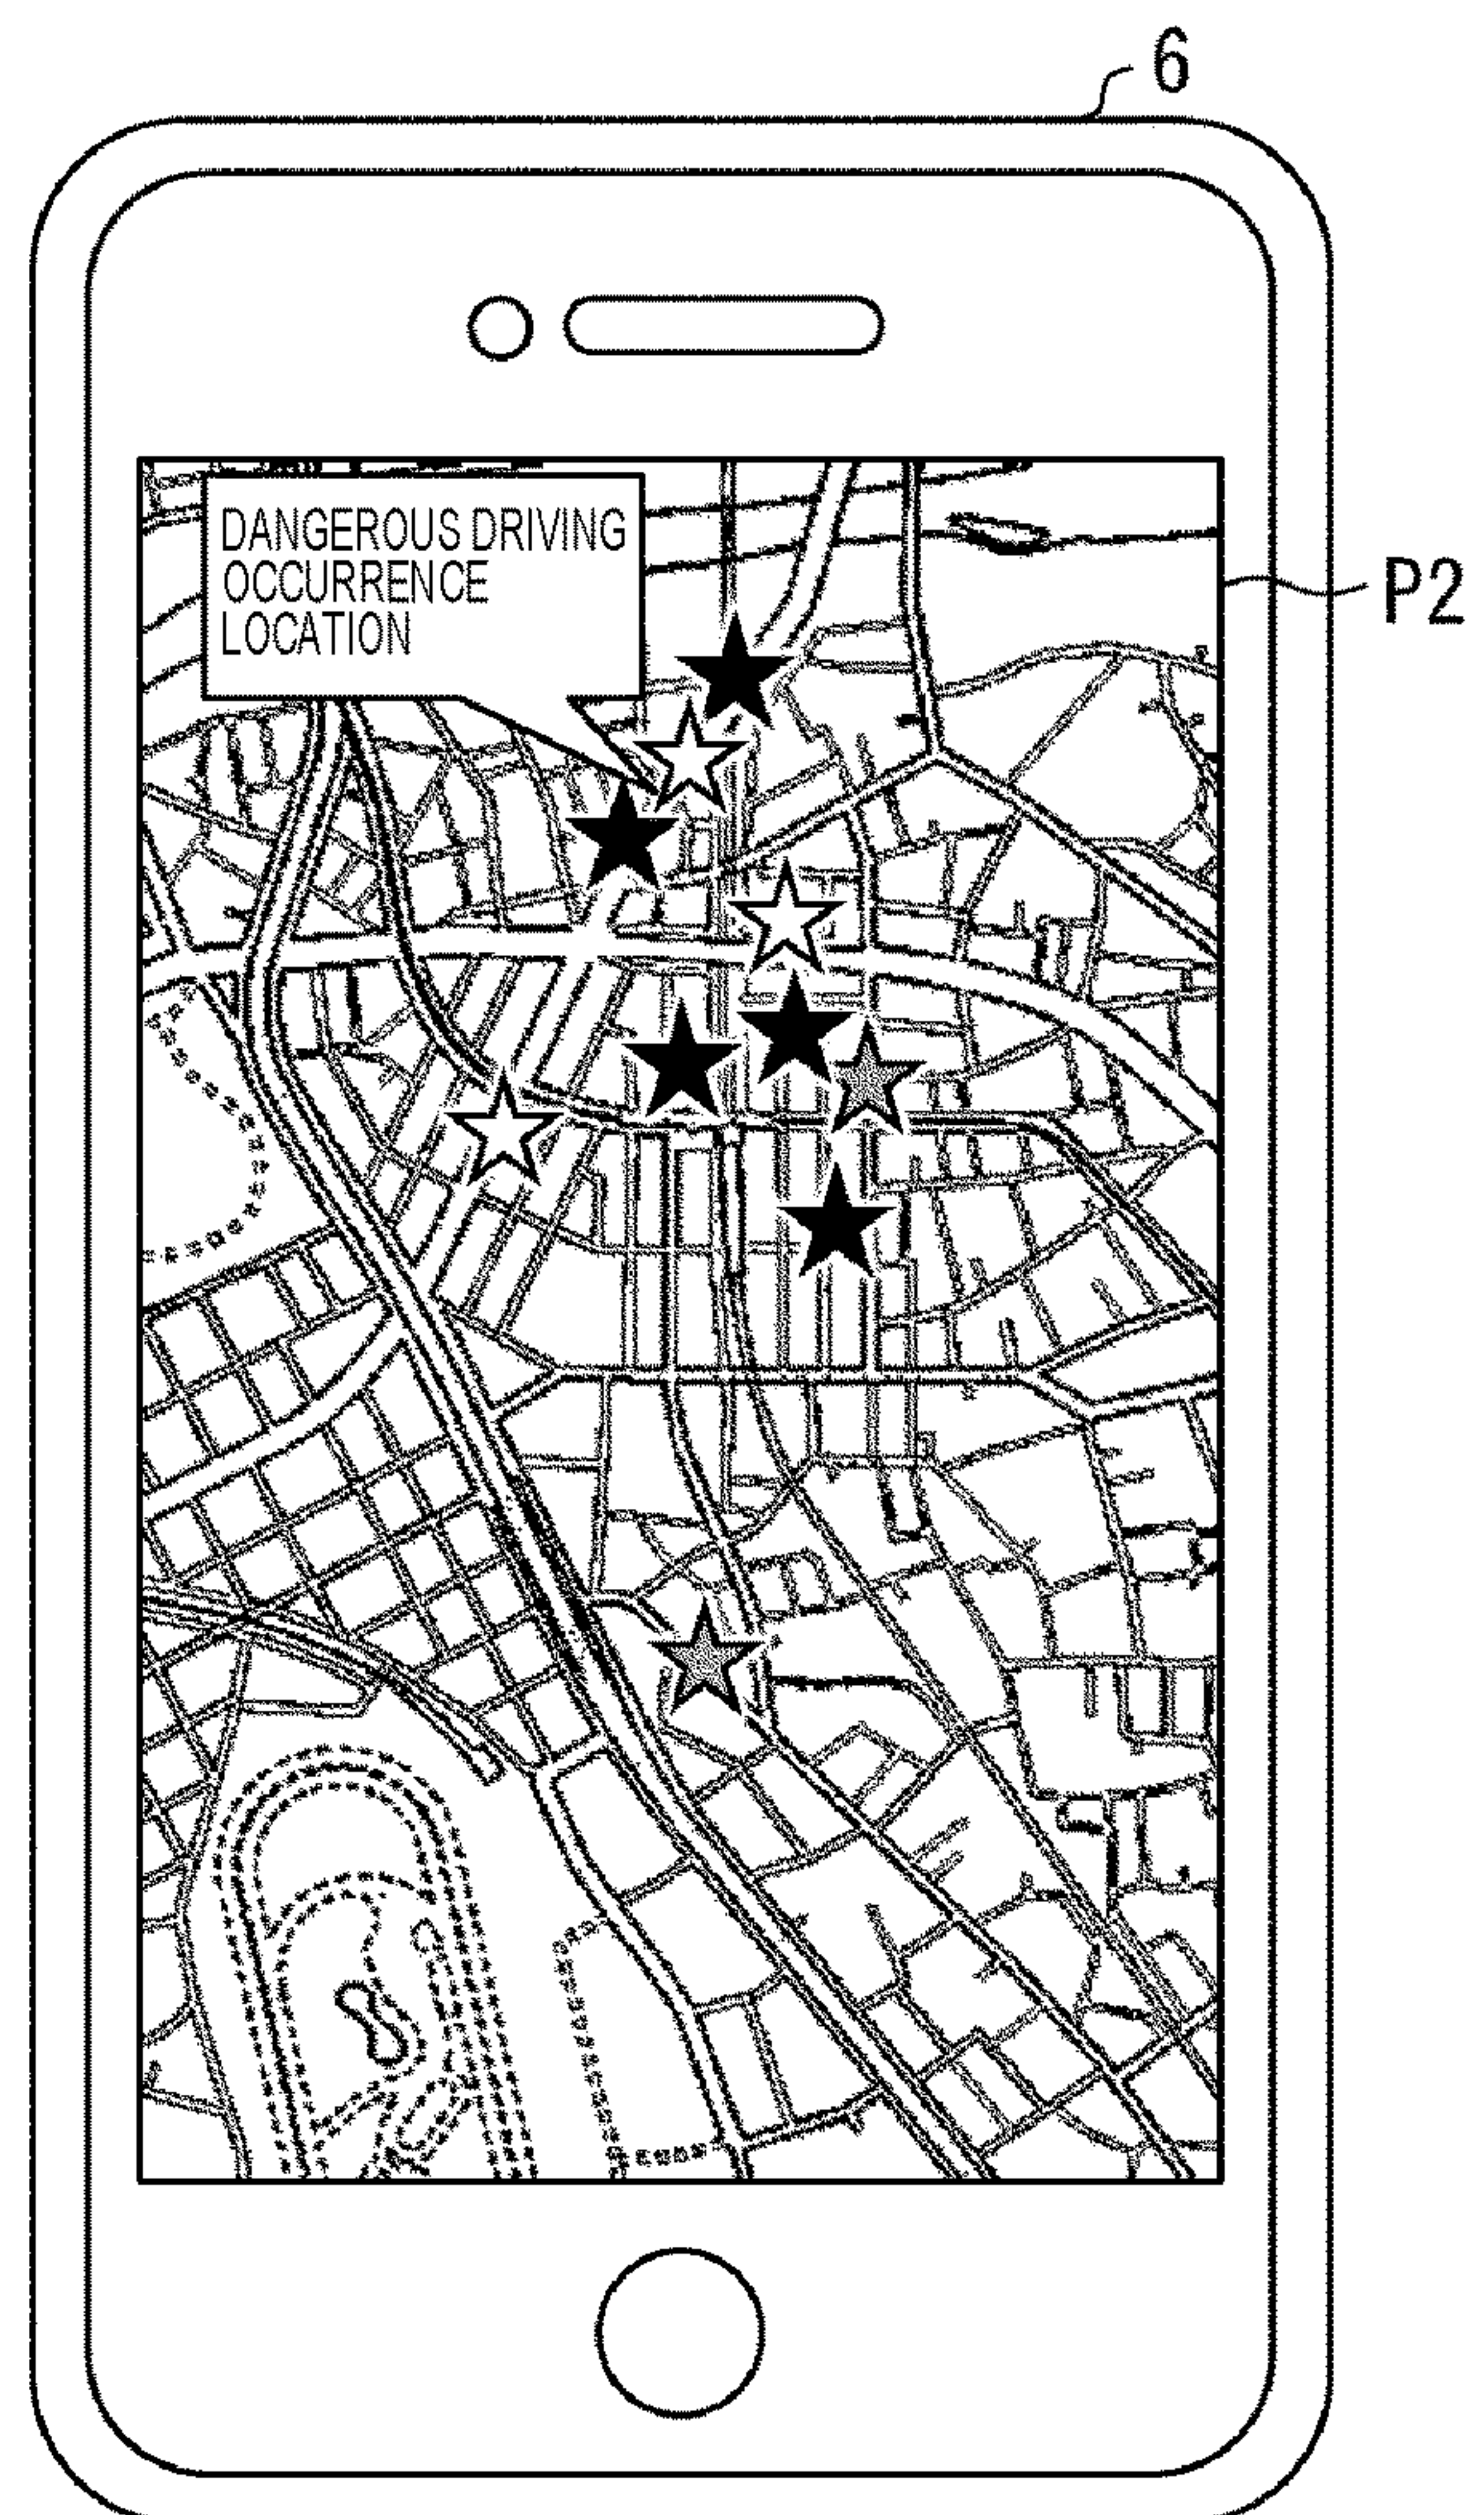 6
DANGEROUS DRIVING
OCCURRENCE
LOCATION
P2